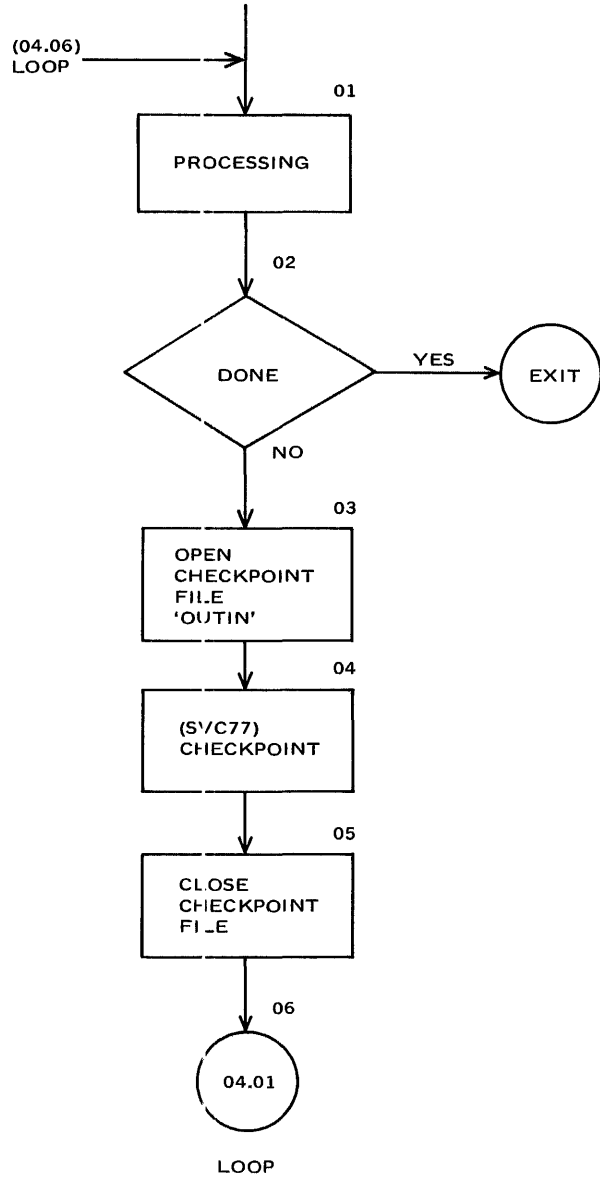 (04.06)
LOOP
01
PROCESSING
02
DONE
YES
EXIT
NO
03
OPEN
CHECKPOINT
FILE
'OUTIN'
04
(SVC77)
CHECKPOINT
05
CLOSE
CHECKPOINT
FILE
06
04.01
LOOP